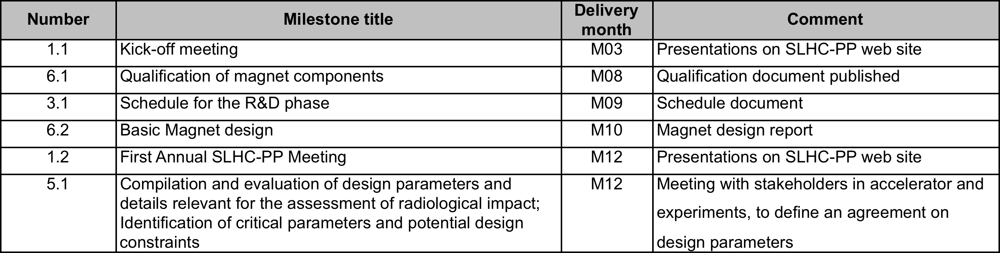 Number Milestone title Delivery month Comment
1.1 Kick-off meeting M03 Presentations on SLHC-PP web site
6.1 Qualification of magnet components M08 Qualification document published
3.1 Schedule for the R&D phase M09 Schedule document
6.2 Basic Magnet design M10 Magnet design report
1.2 First Annual SLHC-PP Meeting M12 Presentations on SLHC-PP web site
5.1 Compilation and evaluation of design parameters and
details relevant for the assessment of radiological impact;
Identification of critical parameters and potential design
constraints
M12
Meeting with stakeholders in accelerator and
experiments, to define an agreement on
design parameters